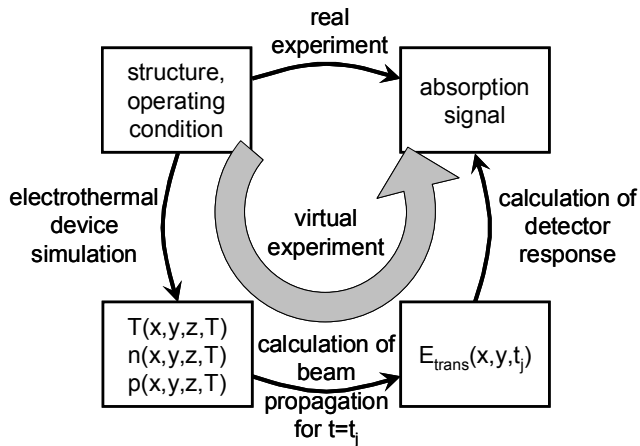 real
experiment
structure,
operating
condition
absorption
signal
electrothermal
device
simulation
virtual
experiment
calculation of
detector
response
T(x,y,z,T)
n(x,y,z,T)
p(x,y,z,T)
calculation of
beam
propagation
for t=tj
Etrans(x,y,tj)